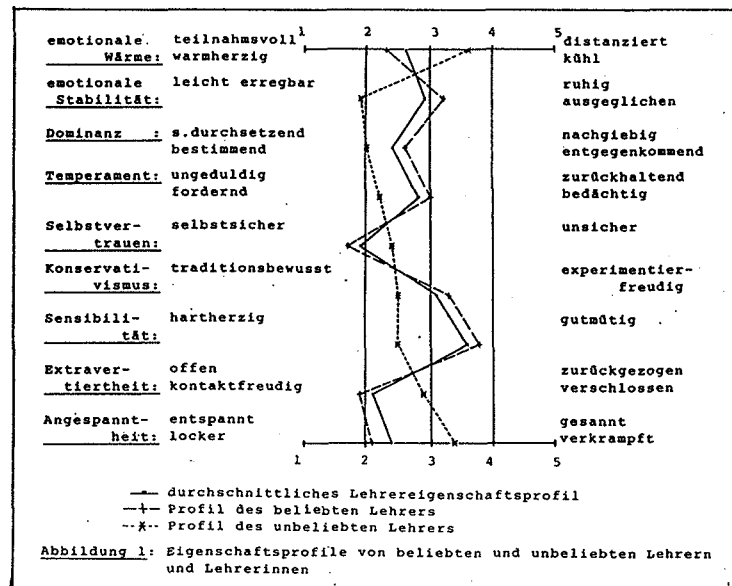 1 2 3 4 5
emotionale teilnahmsvoll distanziert
Wärme: warmherzig kühl
emotionale leicht erregbar ruhig
Stabilität: ausgeglichen
Dominanz : s.durchsetzend nachgiebig
bestimmend entgegenkommend
Temperament: ungeduldig zurückhaltend
fordernd bedächtig
Selbstver- selbstsicher unsicher
trauen:
Konservati- traditionsbewusst experimentier-
vismus: freudig
Sensibili- hartherzig gutmütig
tät:
Extraver- offen zurückgezogen
tiertheit: kontaktfreudig verschlossen
Angespannt- entspannt gesannt
heit: locker verkrampft
1 2 3 4 5
durchschnittliches Lehrereigenschaftsprofil
Profil des beliebten Lehrers
Profil des unbeliebten Lehrers
Abbildung 1: Eigenschaftsprofile von beliebten und unbeliebten Lehrern
und Lehrerinnen